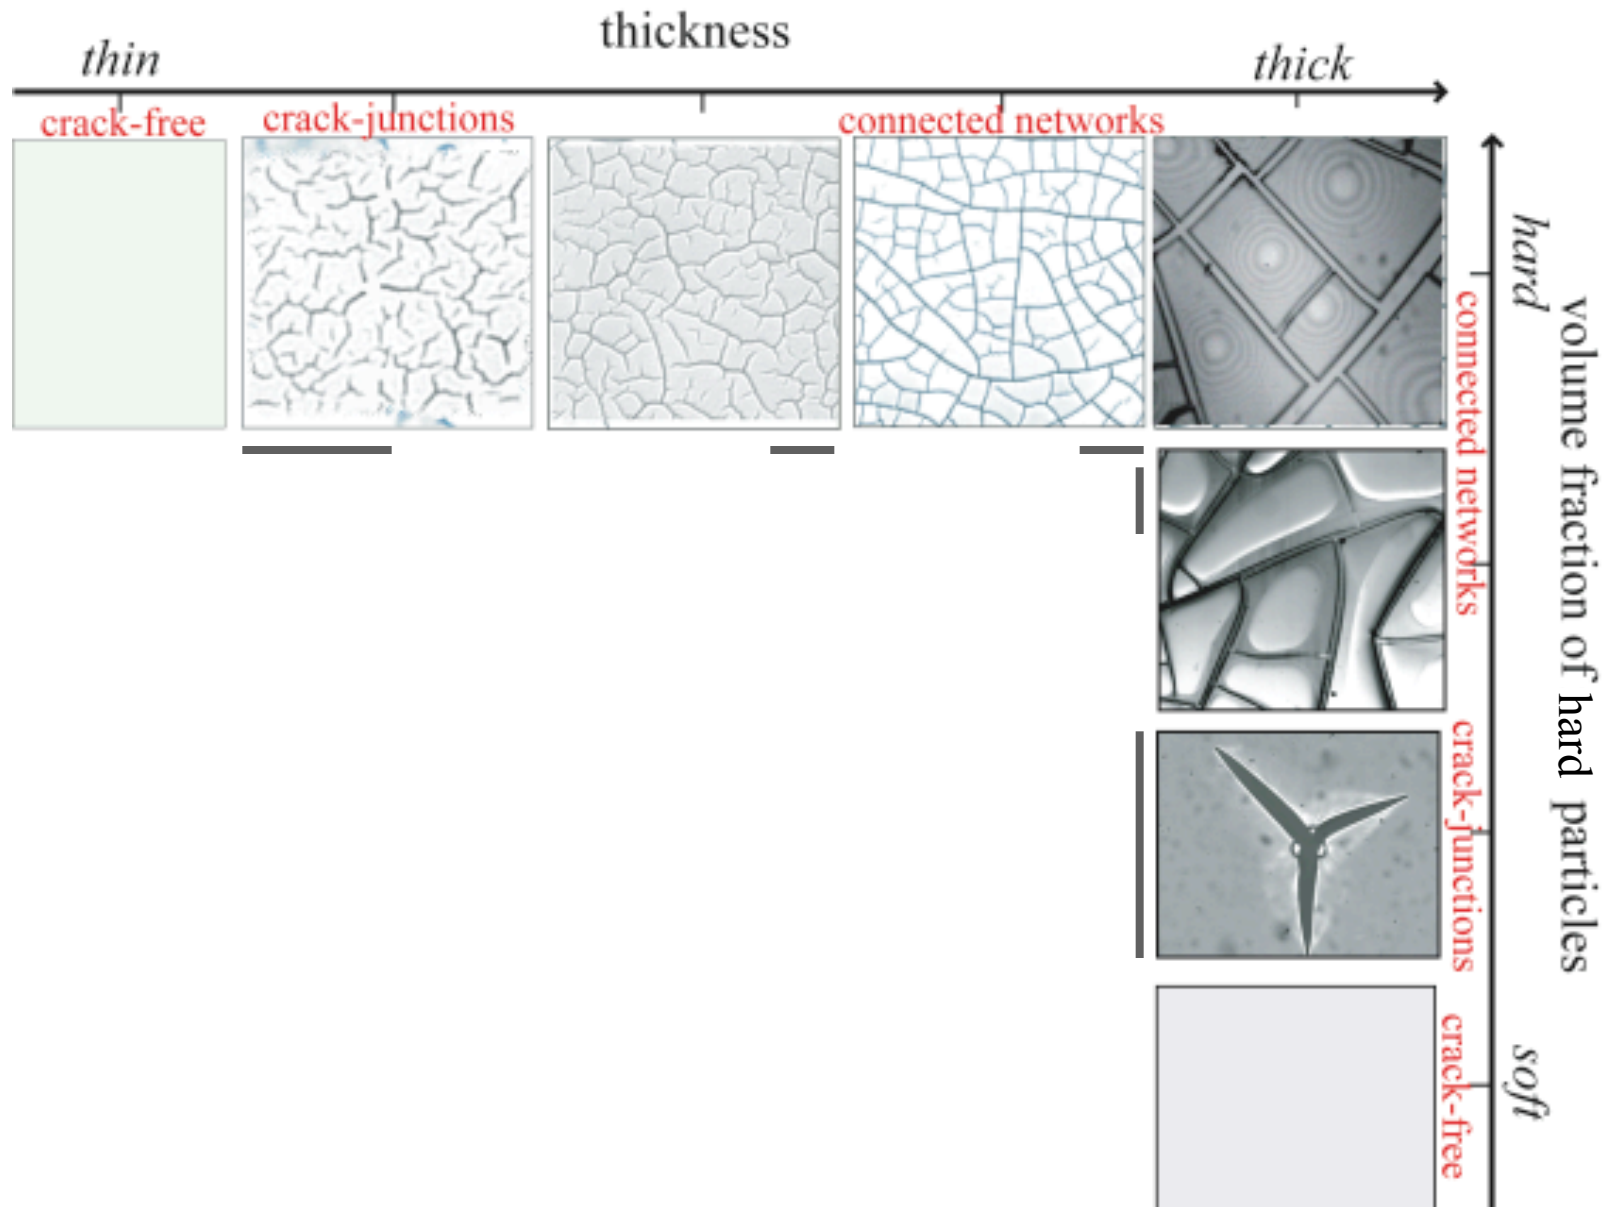 thickness
thin
thick
crack-free
crack-junctions
connected networks
hard
connected networks
volume fraction of hard particles
crack-junctions
soft
crack-free